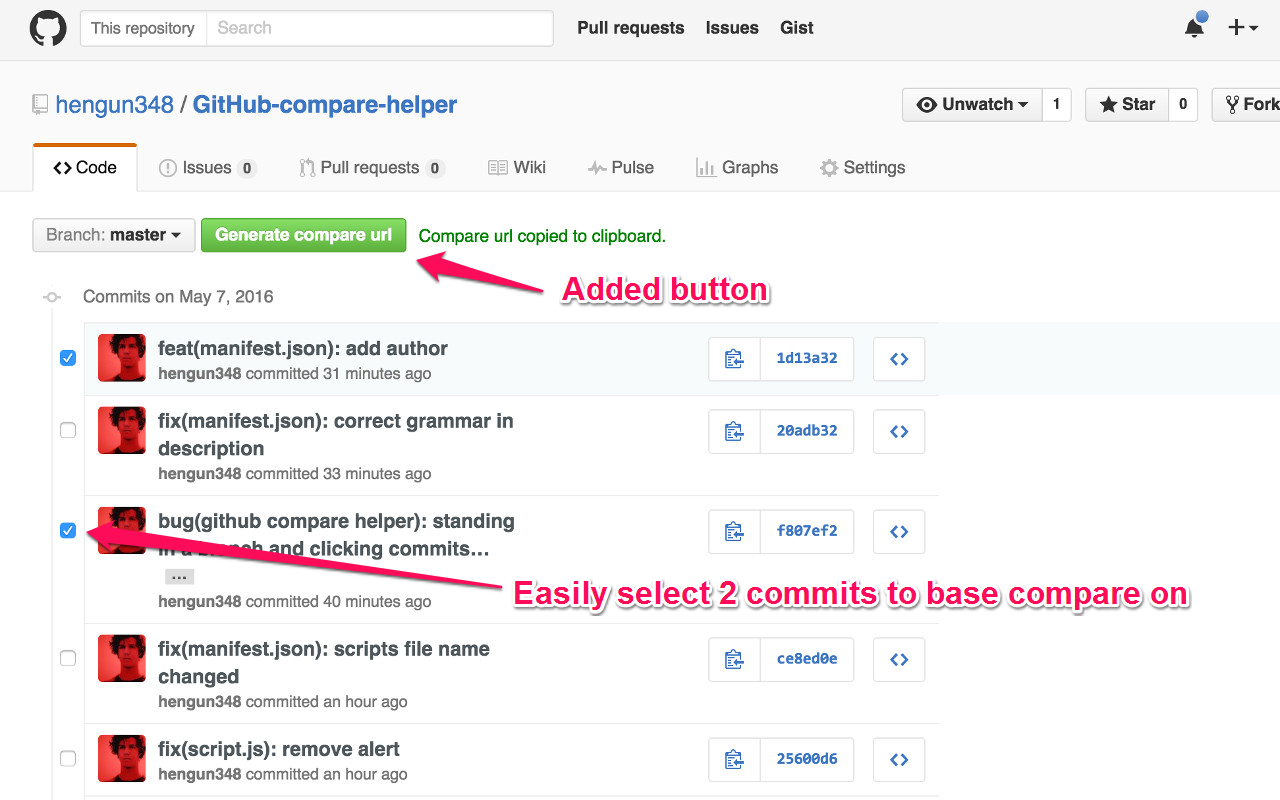 This repository Search Pull requests Issues Gist
hengun348 / GitHub-compare-helper Unwatch 1 Star 0 Fork
Code Issues 0 Pull requests 0 Wiki Pulse Graphs Settings
Branch: master Generate compare url Compare url copied to clipboard.
Added button
Commits on May 7, 2016
feat(manifest.json): add author
hengun348 committed 31 minutes ago
1d13a32
fix(manifest.json): correct grammar in
description
hengun348 committed 33 minutes ago
20adb32
bug(github compare helper): standing
in a branch and clicking commits…
…
hengun348 committed 40 minutes ago
f807ef2
Easily select 2 commits to base compare on
fix(manifest.json): scripts file name
changed
hengun348 committed an hour ago
ce8ed0e
fix(script.js): remove alert
hengun348 committed an hour ago
25600d6